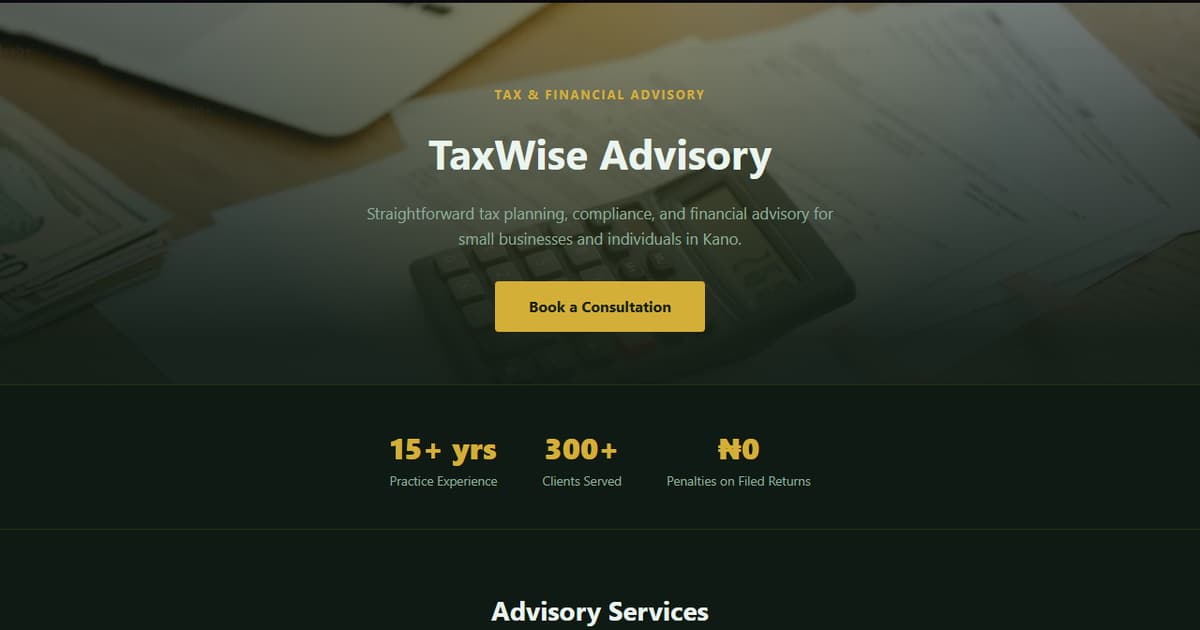 TAX & FINANCIAL ADVISORY
TaxWise Advisory
Straightforward tax planning, compliance, and financial advisory for
small businesses and individuals in Kano.
Book a Consultation
15+ yrs
300+
₦0
Practice Experience
Clients Served
Penalties on Filed Returns
Advisory Services